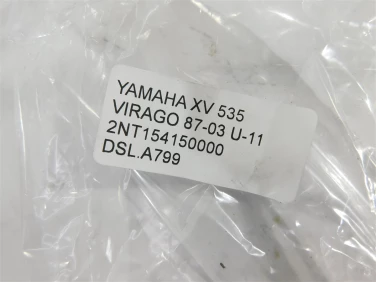 YAMAHA XV 535
VIRAGO 87-03 U-11
2NT154150000
DSL.A799